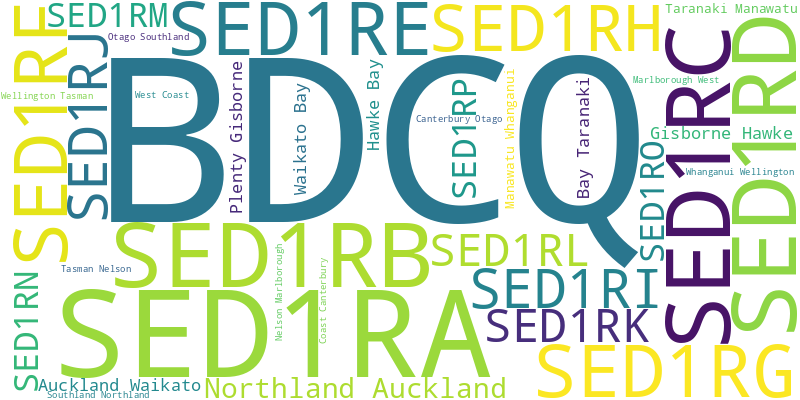 SED1RM
SED1RE
SED1RH
Taranaki Manawatu
Otago Southland
SED1RF
SED1RJ
BDCQ
SED1RC
SED1RD
Wellington Tasman
West Coast
Plenty Gisborne
Waikato Bay
Hawke Bay
SED1RP
Canterbury Otago
Manawatu Whanganui
Bay Taranaki
Marlborough West
Gisborne Hawke
SED1RO
Whanganui Wellington
SED1RB
SED1RL
Tasman Nelson
SED1RN
Nelson Marlborough
Coast Canterbury
SED1RI
SED1RA
SED1RK
SED1RG
Auckland Waikato
Northland Auckland
Southland Northland